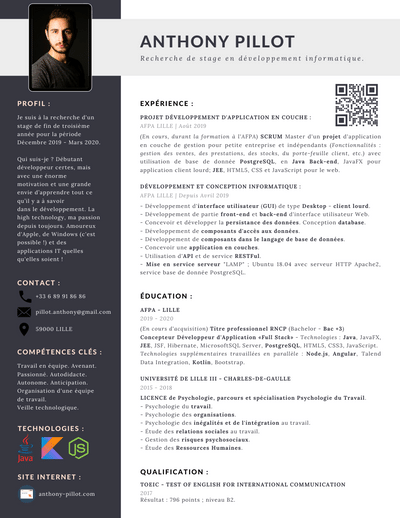 ANTHONY PILLOT
Recherche de stage en développement informatique.
PROFIL :
Je suis à la recherche d'un
stage de fin de troisième
année pour la période
Décembre 2019 - Mars 2020.
Qui suis-je ? Débutant
développeur certes, mais
avec une énorme
motivation et une grande
envie d'apprendre tout ce
qu'il y a à savoir
dans le développement. La
high technology, ma passion
depuis toujours. Amoureux
d'Apple, de Windows (c'est
possible !) et des
applications IT quelles
qu'elles soient !
CONTACT :
+33 6 89 91 86 86
pillot.anthony@gmail.com
59000 LILLE
COMPÉTENCES CLÉS :
Travail en équipe. Avenant.
Passionné. Autodidacte.
Autonome. Anticipation.
Organisation d'une équipe
de travail.
Veille technologique.
TECHNOLOGIES :
Java
JS
SITE INTERNET :
anthony-pillot.com
EXPÉRIENCE :
PROJET DÉVELOPPEMENT D'APPLICATION EN COUCHE :
AFPA LILLE | Août 2019
(En cours, durant la formation à l'AFPA) SCRUM Master d'un projet d'application
en couche de gestion pour petite entreprise et indépendants (Fonctionnalités :
gestion des ventes, des prestations, des stocks, du porte-feuille client, etc.) avec
utilisation de base de donnée PostgreSQL, en Java Back-end, JavaFX pour
application client lourd; JEE, HTML5, CSS et JavaScript pour le web.
DÉVELOPPEMENT ET CONCEPTION INFORMATIQUE :
AFPA LILLE | Depuis Avril 2019
- Développement d'interface utilisateur (GUI) de type Desktop - client lourd.
- Développement de partie front-end et back-end d'interface utilisateur Web.
- Concevoir et développer la persistance des données. Conception database.
- Développement de composants d'accès aux données.
- Développement de composants dans le langage de base de données.
- Concevoir une application en couches.
- Utilisation d'API et de service RESTFul.
- Mise en service serveur "LAMP" ; Ubuntu 18.04 avec serveur HTTP Apache2,
service base de donnée PostgreSQL.
ÉDUCATION :
AFPA - LILLE
2019 - 2020
(En cours d'acquisition) Titre professionnel RNCP (Bachelor - Bac +3)
Concepteur Développeur d'Application «Full Stack» - Technologies : Java, JavaFX,
JEE, JSF, Hibernate, MicrosoftSQL Server, PostgreSQL, HTML5, CSS3, JavaScript.
Technologies supplémentaires travaillées en parallèle : Node.js, Angular, Talend
Data Integration, Kotlin, Bootstrap.
UNIVERSITÉ DE LILLE III - CHARLES-DE-GAULLE
2015 - 2018
LICENCE de Psychologie, parcours et spécialisation Psychologie du Travail.
- Psychologie du travail.
- Psychologie des organisations.
- Psychologie des inégalités et de l'intégration au travail.
- Étude des relations sociales au travail.
- Gestion des risques psychosociaux.
- Étude des Ressources Humaines.
QUALIFICATION :
TOEIC - TEST OF ENGLISH FOR INTERNATIONAL COMMUNICATION
2017
Résultat : 796 points ; niveau B2.